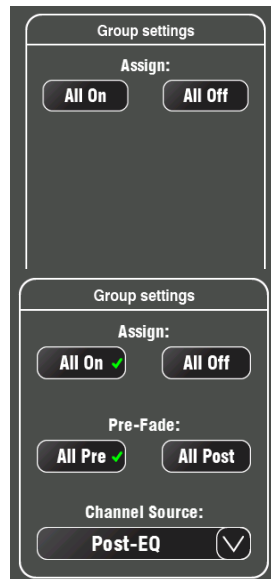 Group settings
Assign:
All On All Off
Group settings
Assign:
All On All Off
Pre-Fade:
All Pre All Post
Channel Source:
Post-EQ